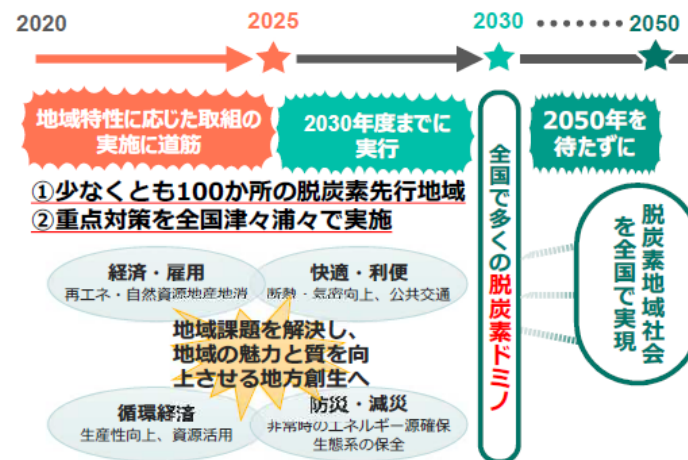 2020
2025
2030
2050
地域特性に応じた取組の
実施に道筋
2030年度までに
実行
2050年を
待たずに
①少なくとも100か所の脱炭素先行地域
②重点対策を全国津々浦々で実施
経済・雇用
再エネ・自然資源地産地消
快適・利便
断熱・気密向上、公共交通
地域課題を解決し、
地域の魅力と質を向
上させる地方創生へ
循環経済
生産性向上、資源活用
防災・減災
非常時のエネルギー源確保
生態系の保全
全国で多くの脱炭素ドミノ
脱炭素地域社会
を全国で実現